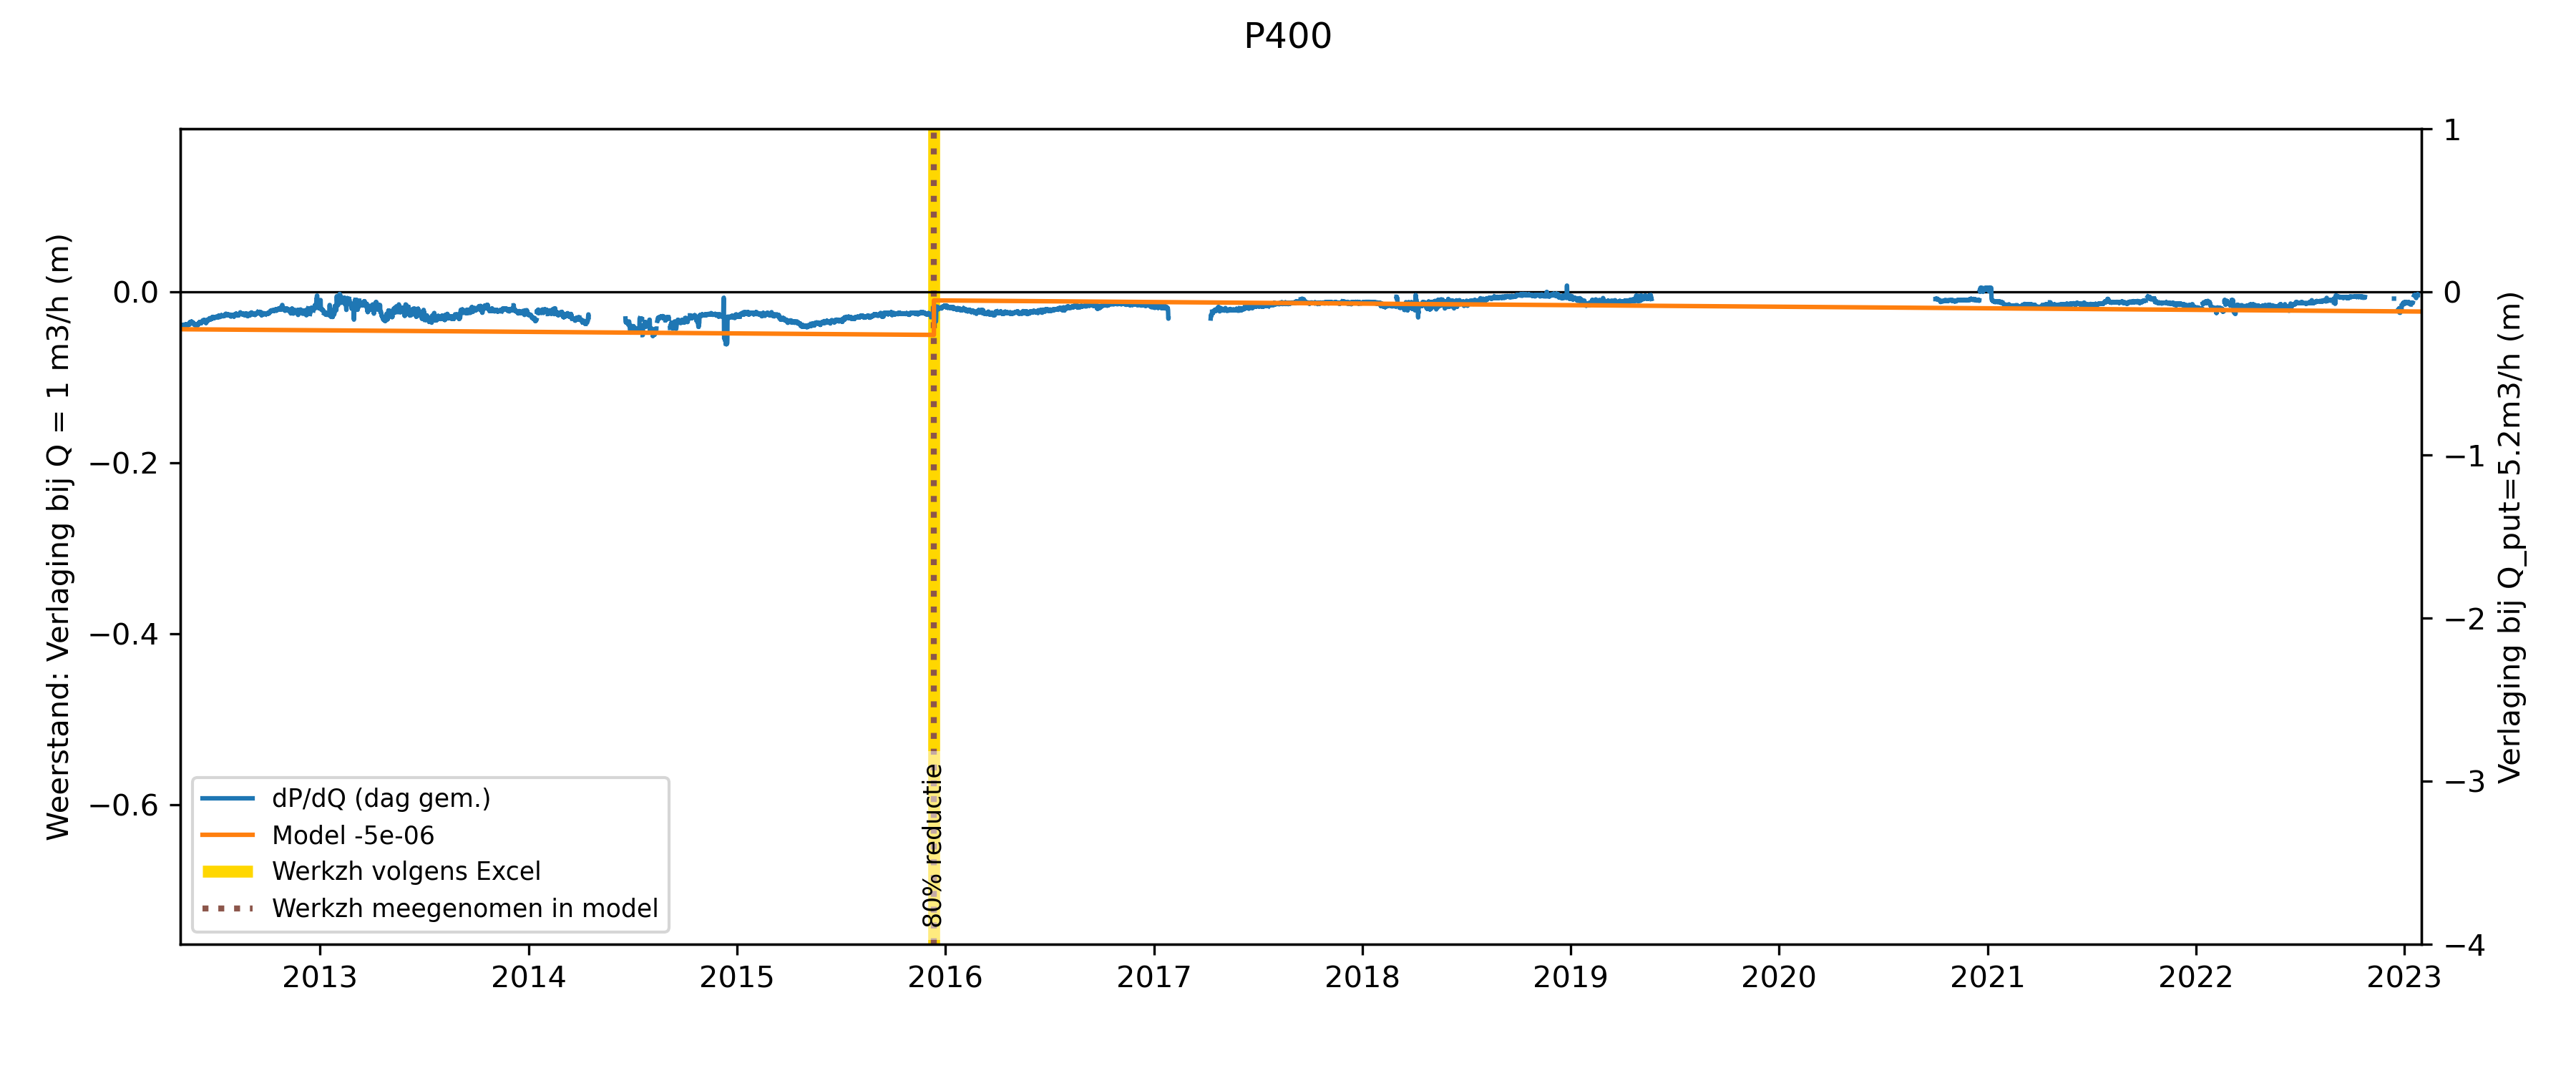 P400
Weerstand: Verlaging bij Q = 1 m3/h (m)
0.0
−0.2
−0.4
−0.6
1
0
−1
−2
−3
−4
Verlaging bij Q_put=5.2m3/h (m)
80% reductie
dP/dQ (dag gem.)
Model -5e-06
Werkzh volgens Excel
Werkzh meegenomen in model
2013 2014 2015 2016 2017 2018 2019 2020 2021 2022 2023